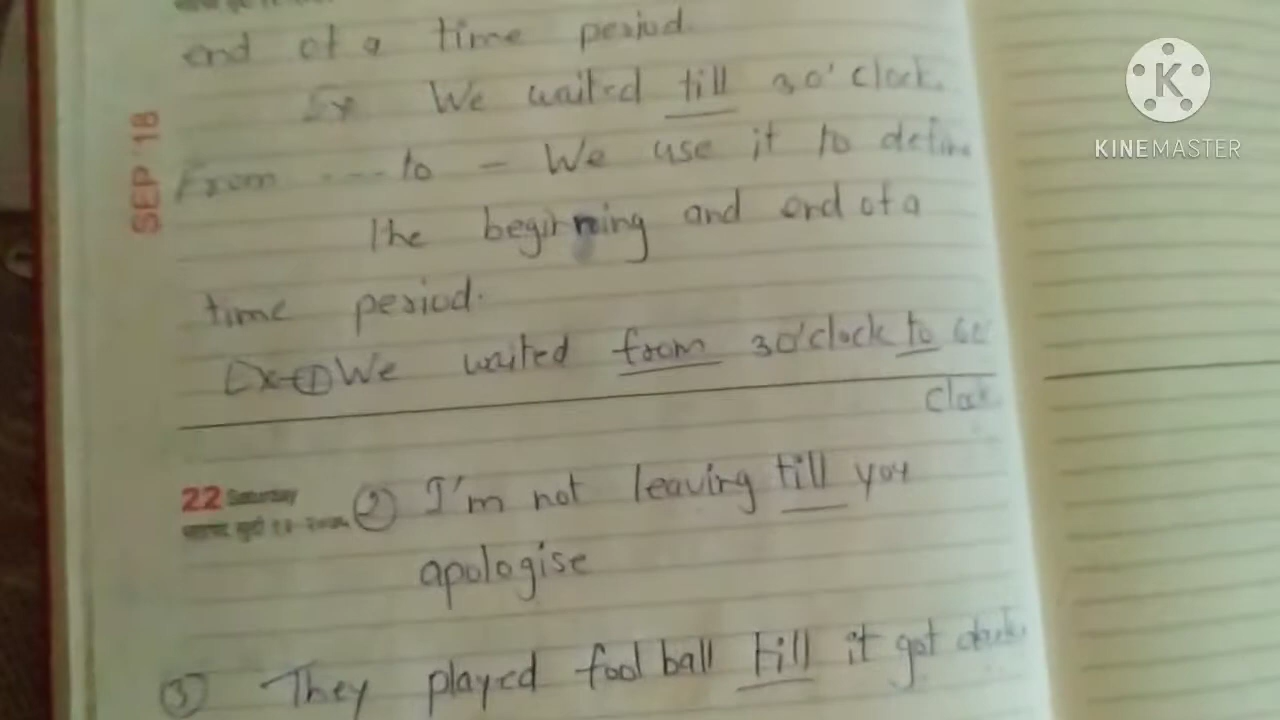 end of a time period.
Ex. We waited till 3 o'clock.
From ---- to - We use it to define
the beginning and end of a
time period.
Ex-① We waited from 3 o'clock to 6 o'
clock
22 Saturday
② I'm not leaving till you
apologise
③ They played foolball till it got dark.
SEP '18
KINEMASTER